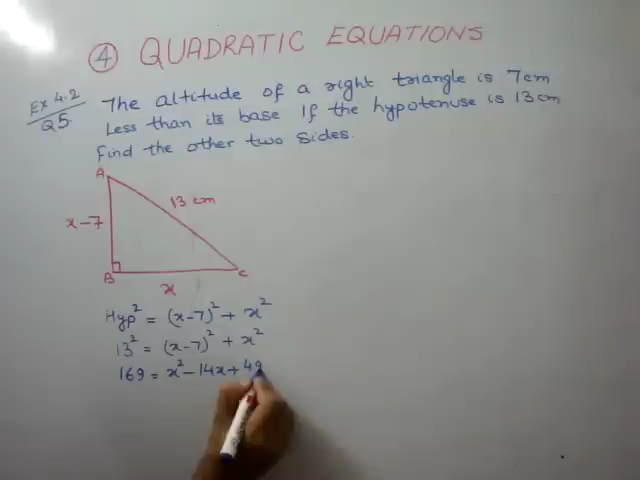 ④ QUADRATIC EQUATIONS
Ex 4.2
Q5
The altitude of a right triangle is 7cm
Less than its base If the hypotenuse is 13cm
Find the other two sides.
A
13 cm
x-7
B
C
x
Hyp² = (x-7)² + x²
13² = (x-7)² + x²
169 = x² - 14x + 49